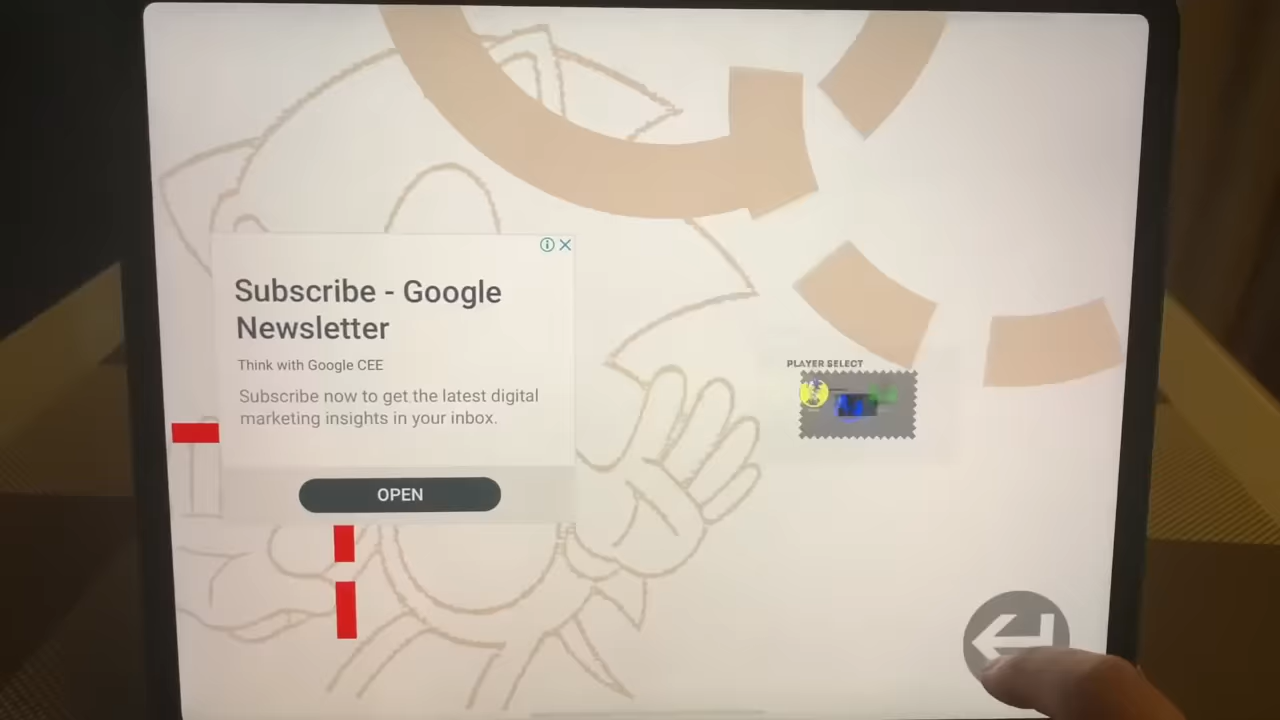 Subscribe - Google
Newsletter
Think with Google CEE
Subscribe now to get the latest digital
marketing insights in your inbox.
OPEN
PLAYER SELECT